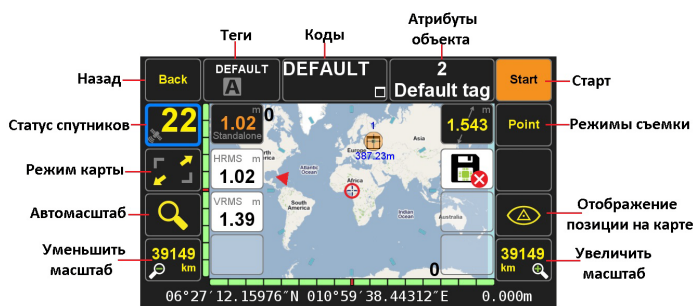 Теги
Коды
Атрибуты
объекта
Назад
Back
DEFAULT
A
DEFAULT
2
Default tag
Start
Старт
Статус спутников
22
m
1.02
Standalone
0
1
m
1.543
Point
Режимы съемки
Asia
Europe
387.23m
Режим карты
HRMS m
1.02
Atlantic
Ocean
Africa
Автомасштаб
VRMS m
1.39
South
America
Indian
Ocean
Australia
Отображение
позиции на карте
Уменьшить
масштаб
39149
km
0
39149
km
Увеличить
масштаб
06°27'12.15976"N 010°59'38.44312"E 0.000m